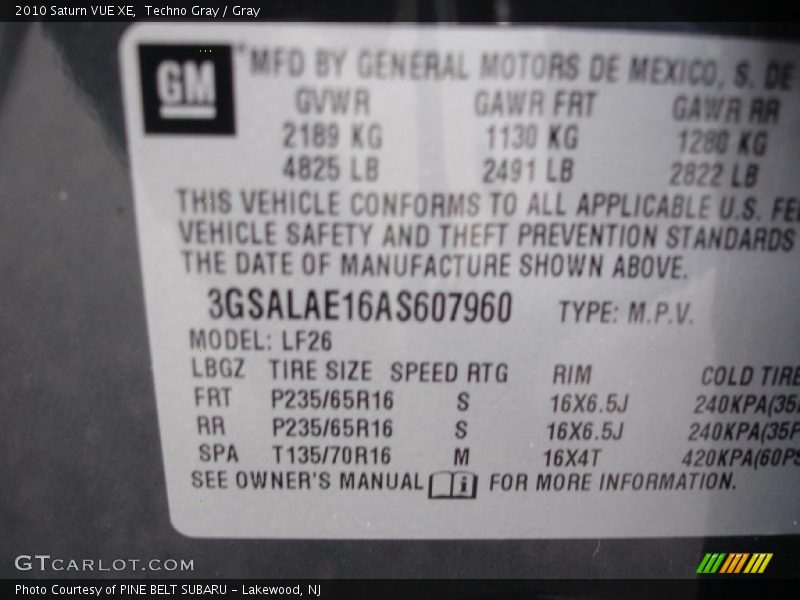 2010 Saturn VUE XE, Techno Gray / Gray
GM
MFD BY GENERAL MOTORS DE MEXICO, S. DE
GVWR GAWR FRT GAWR RR
2189 KG 1130 KG 1280 KG
4825 LB 2491 LB 2822 LB
THIS VEHICLE CONFORMS TO ALL APPLICABLE U.S. FE
VEHICLE SAFETY AND THEFT PREVENTION STANDARDS
THE DATE OF MANUFACTURE SHOWN ABOVE.
3GSALAE16AS607960 TYPE: M.P.V.
MODEL: LF26
LBGZ TIRE SIZE SPEED RTG RIM COLD TIRE
FRT P235/65R16 S 16X6.5J 240KPA(35
RR P235/65R16 S 16X6.5J 240KPA(35P
SPA T135/70R16 M 16X4T 420KPA(60PS
SEE OWNER'S MANUAL i FOR MORE INFORMATION.
GTCARLOT.COM
Photo Courtesy of PINE BELT SUBARU - Lakewood, NJ